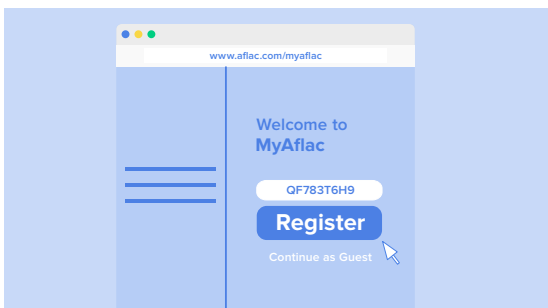 www.aflac.com/myaflac
Welcome to
MyAflac
QF783T6H9
Register
Continue as Guest